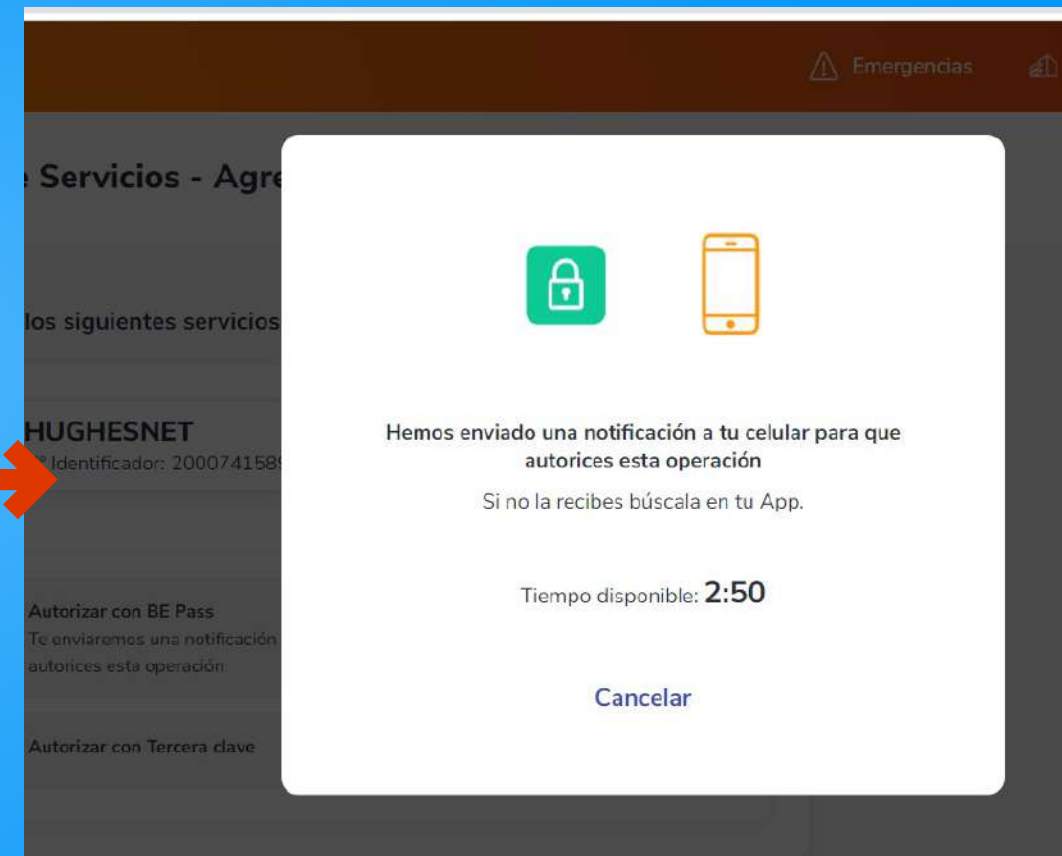 Emergencias
Servicios - Agre
los siguientes servicios
HUGHESNET
Identificador: 200074158
Autorizar con BE Pass
Te enviaremos una notificación
autorices esta operación
Autorizar con Tercera clave
Hemos enviado una notificación a tu celular para que
autorices esta operación
Si no la recibes búscala en tu App.
Tiempo disponible: 2:50
Cancelar